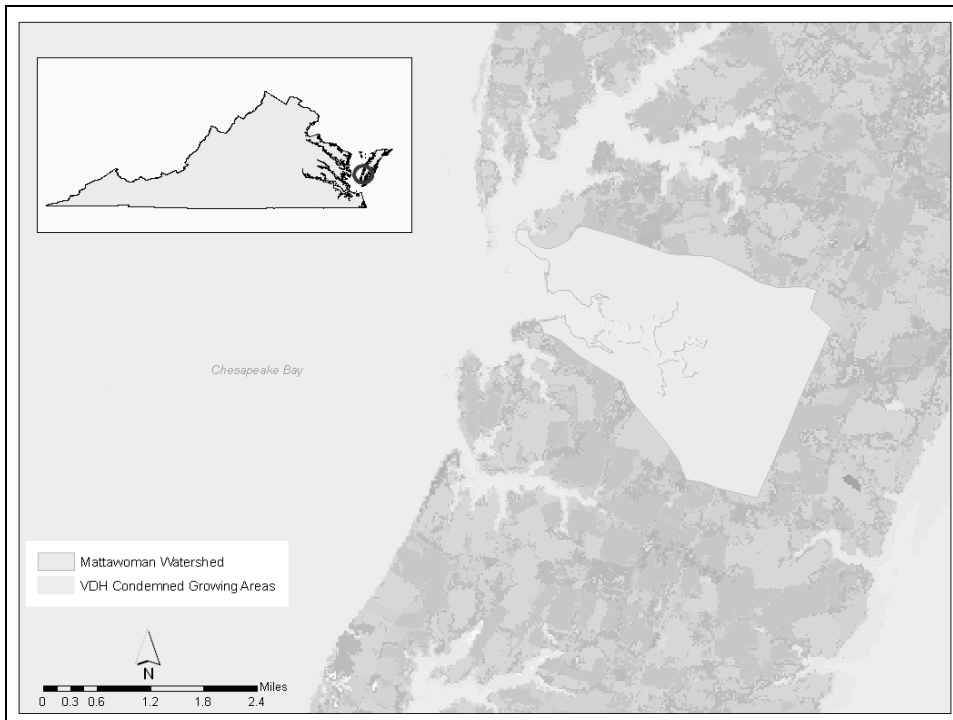 Chesapeake Bay
Mattawoman Watershed
VDH Condemned Growing Areas
N
Miles
0 0.3 0.6 1.2 1.8 2.4